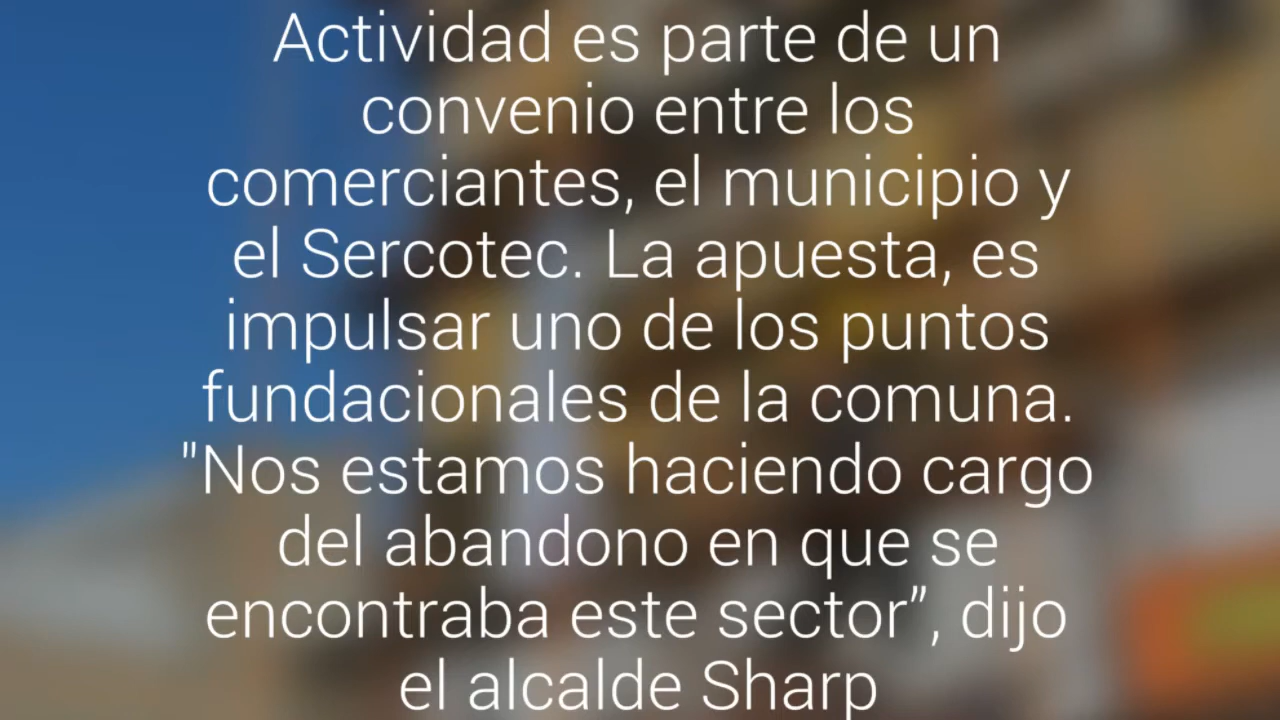 Actividad es parte de un
convenio entre los
comerciantes, el municipio y
el Sercotec. La apuesta, es
impulsar uno de los puntos
fundacionales de la comuna.
"Nos estamos haciendo cargo
del abandono en que se
encontraba este sector”, dijo
el alcalde Sharp